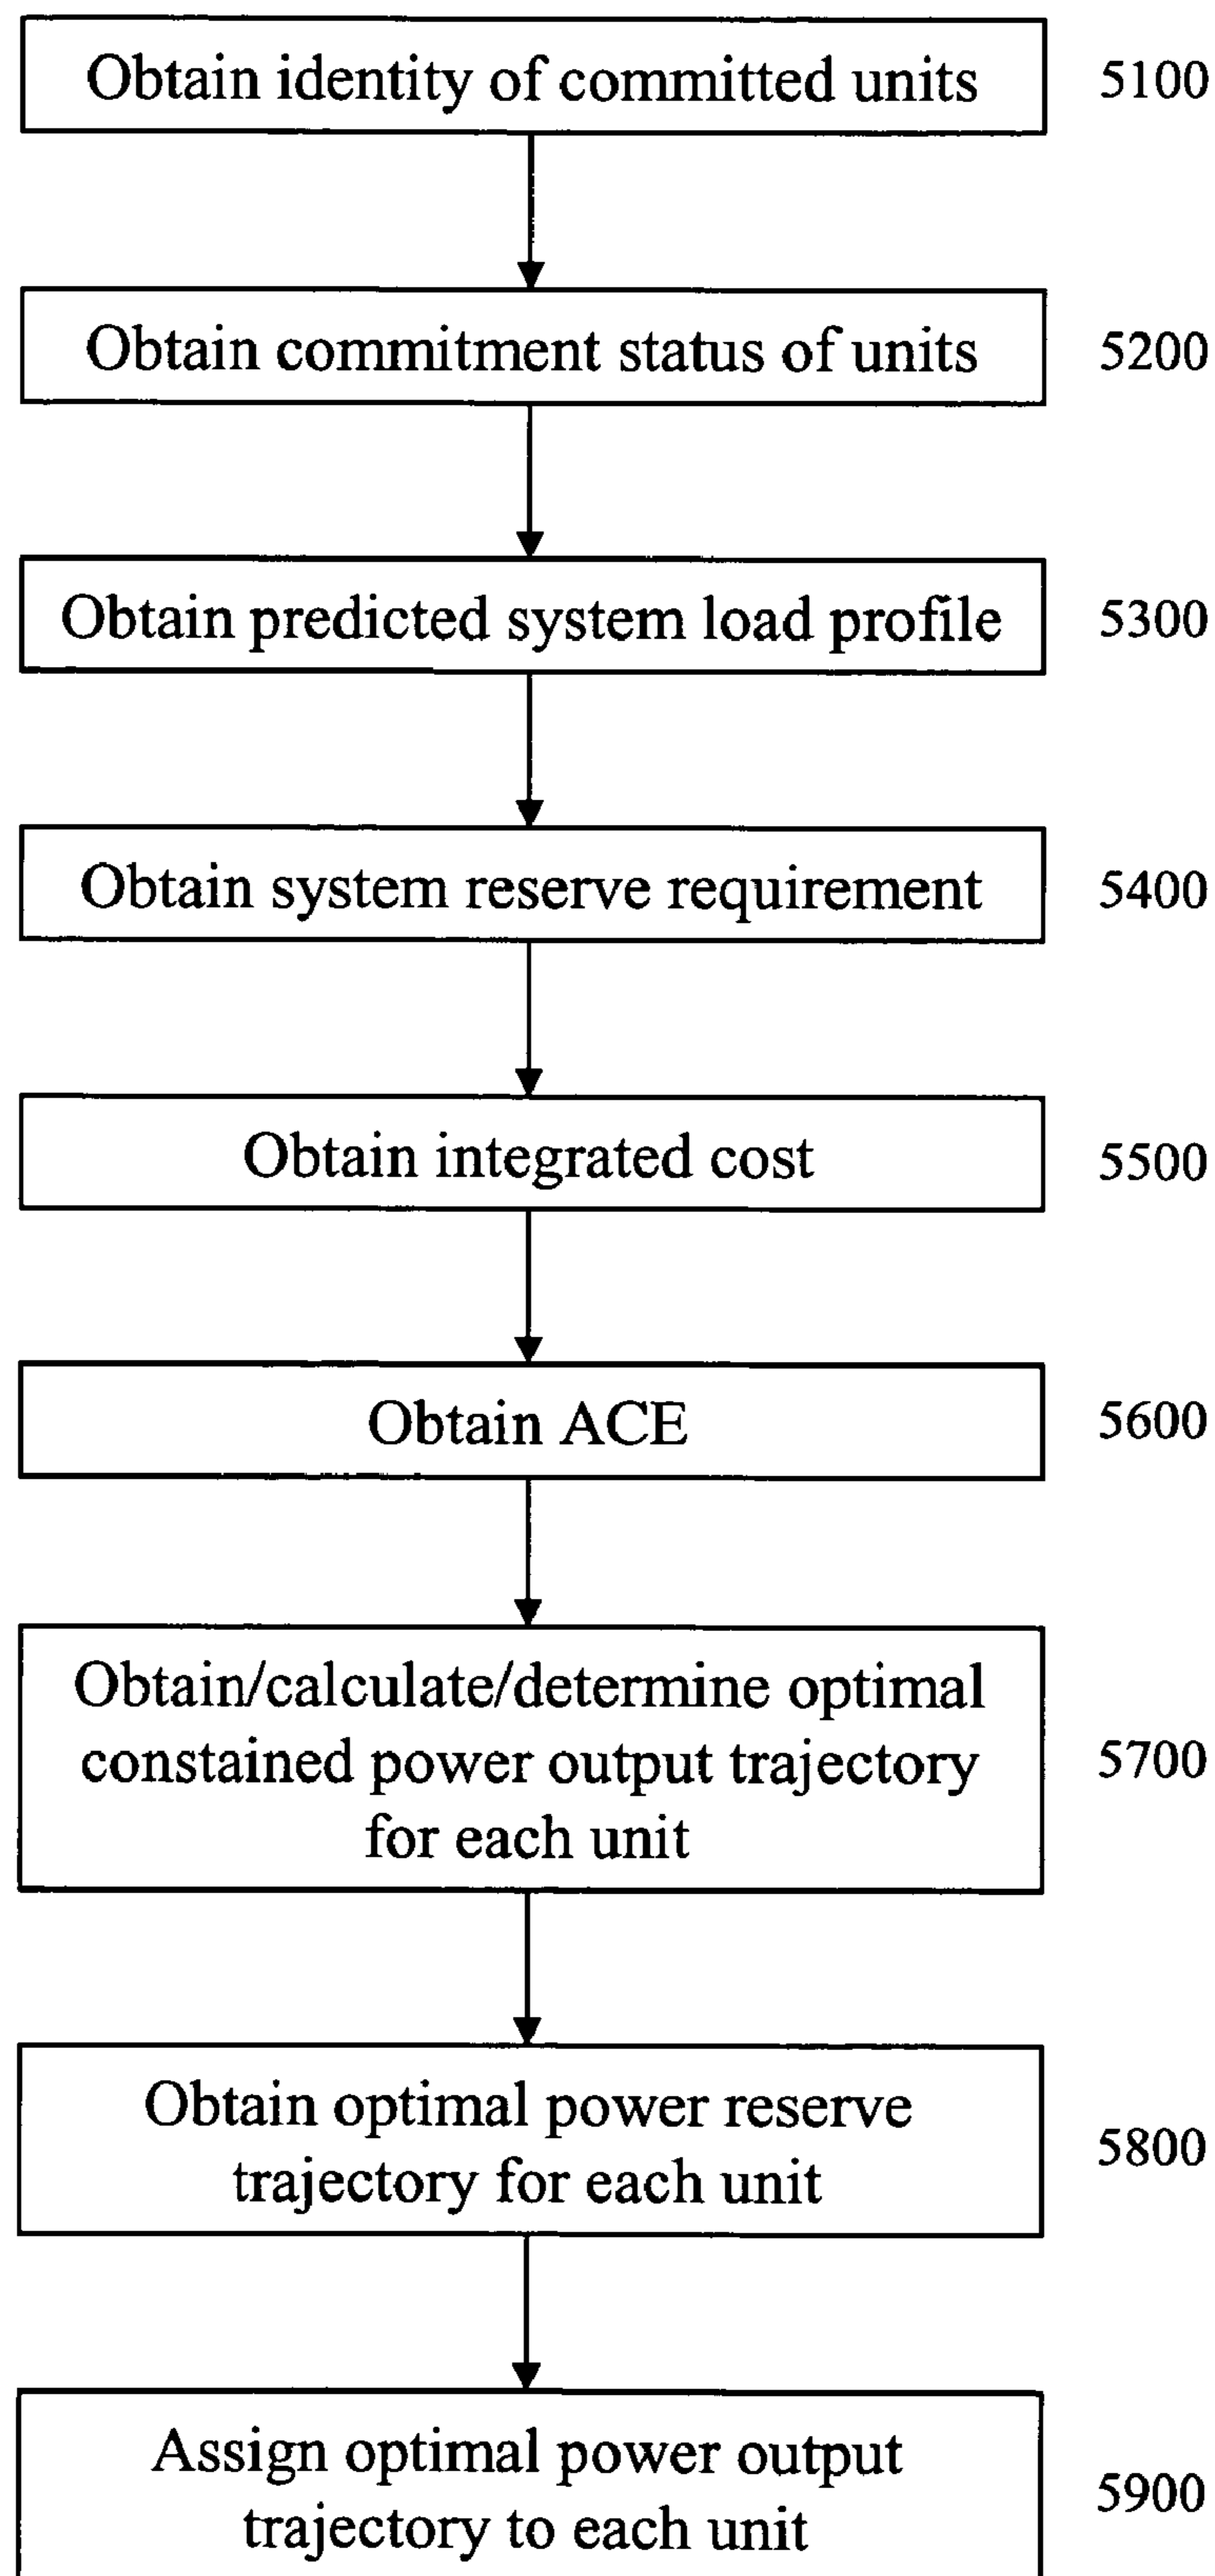 Obtain identity of committed units 5100
Obtain commitment status of units 5200
Obtain predicted system load profile 5300
Obtain system reserve requirement 5400
Obtain integrated cost 5500
Obtain ACE 5600
Obtain/calculate/determine optimal
constained power output trajectory
for each unit
5700
Obtain optimal power reserve
trajectory for each unit
5800
Assign optimal power output
trajectory to each unit
5900